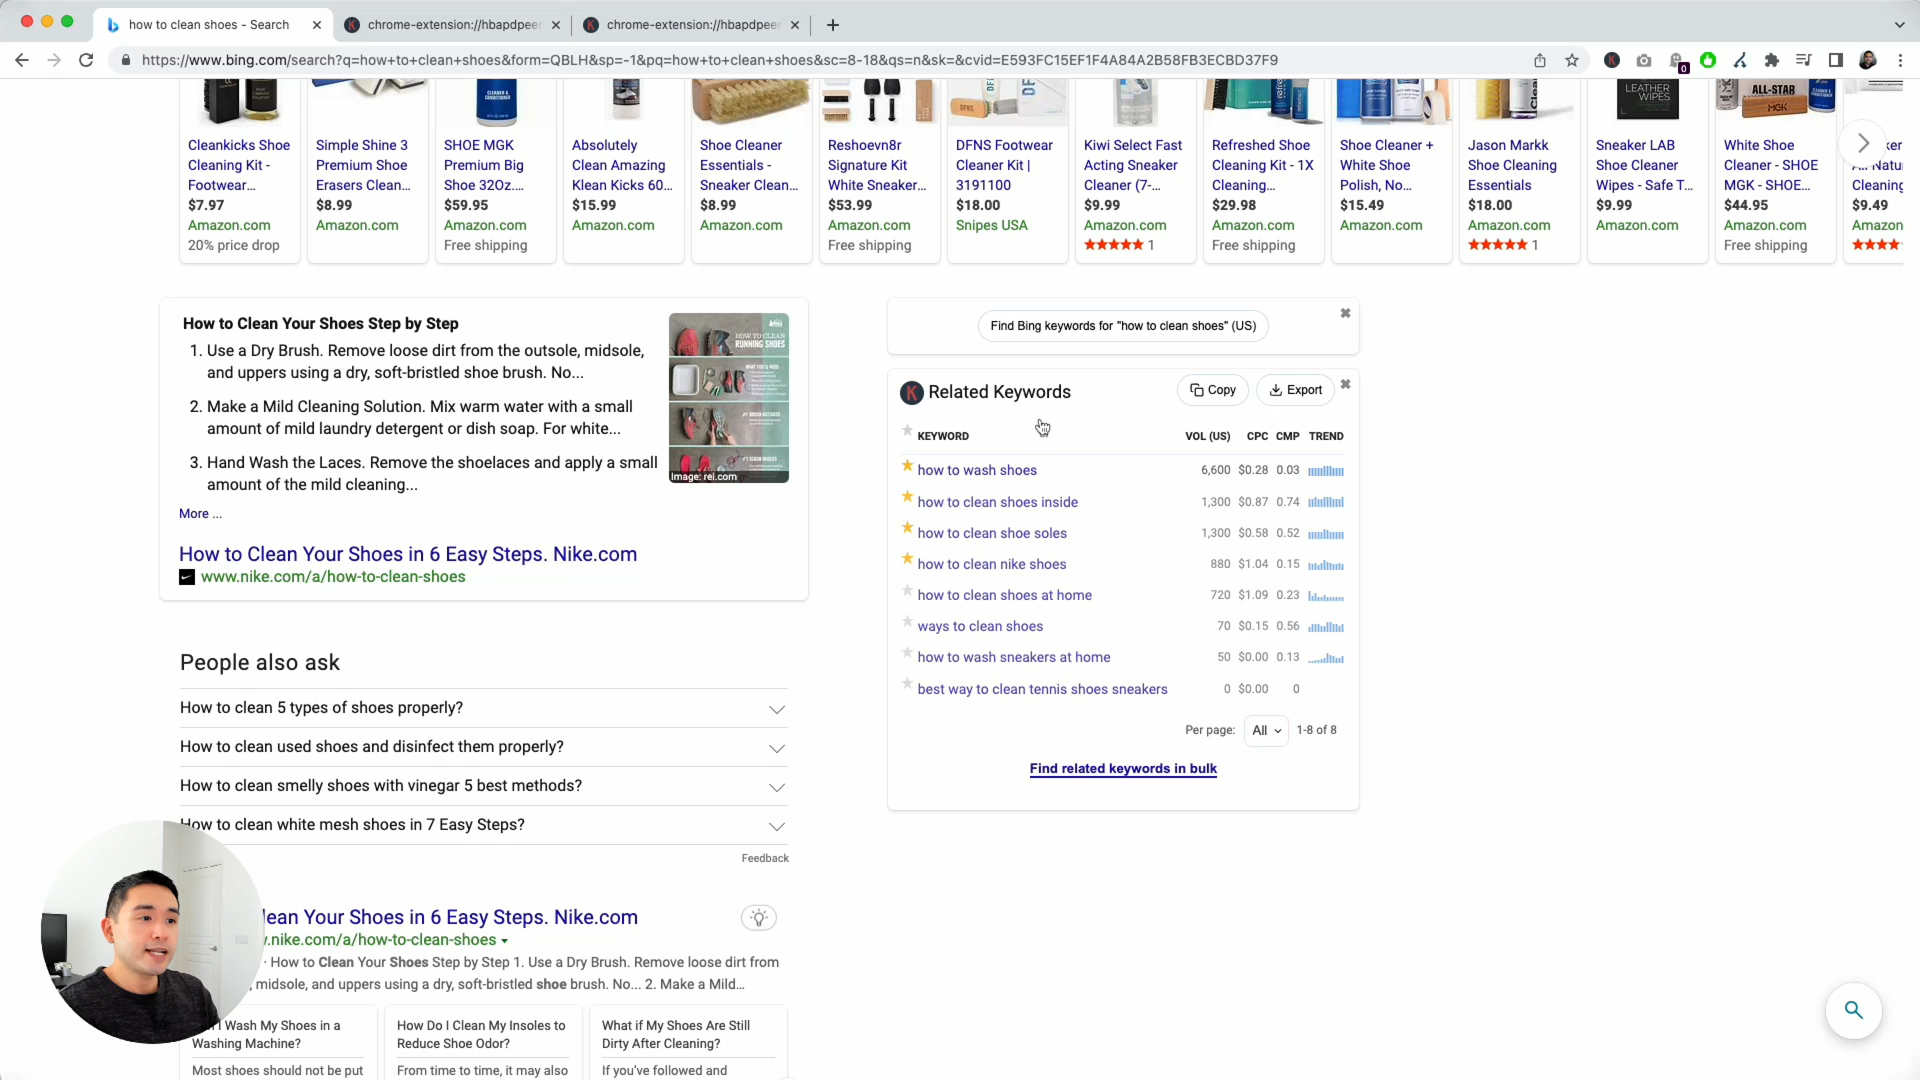 how to clean shoes - Search
chrome-extension://hbapdpeer
chrome-extension://hbapdpeer
https://www.bing.com/search?q=how+to+clean+shoes&form=QBLH&sp=-1&pq=how+to+clean+shoes&sc=8-18&qs=n&sk=&cvid=E593FC15EF1F4A84A2B58FB3ECBD37F9
0
CLEANER & CONDITIONER
DFNS
LEATHER WIPES
ALL-STAR
MGK
Cleankicks Shoe Cleaning Kit - Footwear...
$7.97
Amazon.com
20% price drop
Simple Shine 3 Premium Shoe Erasers Clean...
$8.99
Amazon.com
SHOE MGK Premium Big Shoe 32Oz....
$59.95
Amazon.com
Free shipping
Absolutely Clean Amazing Klean Kicks 60...
$15.99
Amazon.com
Shoe Cleaner Essentials - Sneaker Clean...
$8.99
Amazon.com
Reshoevn8r Signature Kit White Sneaker...
$53.99
Amazon.com
Free shipping
DFNS Footwear Cleaner Kit | 3191100
$18.00
Snipes USA
Kiwi Select Fast Acting Sneaker Cleaner (7-...
$9.99
Amazon.com
1
Refreshed Shoe Cleaning Kit - 1X Cleaning...
$29.98
Amazon.com
Free shipping
Shoe Cleaner + White Shoe Polish, No...
$15.49
Amazon.com
Jason Markk Shoe Cleaning Essentials
$18.00
Amazon.com
1
Sneaker LAB Shoe Cleaner Wipes - Safe T...
$9.99
Amazon.com
White Shoe Cleaner - SHOE MGK - SHOE...
$44.95
Amazon.com
Free shipping
All Natu
Cleaning
$9.49
Amazon
How to Clean Your Shoes Step by Step
1. Use a Dry Brush. Remove loose dirt from the outsole, midsole,
and uppers using a dry, soft-bristled shoe brush. No...
2. Make a Mild Cleaning Solution. Mix warm water with a small
amount of mild laundry detergent or dish soap. For white...
3. Hand Wash the Laces. Remove the shoelaces and apply a small
amount of the mild cleaning...
HOW TO CLEAN
RUNNING SHOES
Image: rei.com
More ...
How to Clean Your Shoes in 6 Easy Steps. Nike.com
www.nike.com/a/how-to-clean-shoes
People also ask
How to clean 5 types of shoes properly?
How to clean used shoes and disinfect them properly?
How to clean smelly shoes with vinegar 5 best methods?
How to clean white mesh shoes in 7 Easy Steps?
Feedback
lean Your Shoes in 6 Easy Steps. Nike.com
.nike.com/a/how-to-clean-shoes
· How to Clean Your Shoes Step by Step 1. Use a Dry Brush. Remove loose dirt from
midsole, and uppers using a dry, soft-bristled shoe brush. No... 2. Make a Mild...
I Wash My Shoes in a
Washing Machine?
Most shoes should not be put
How Do I Clean My Insoles to
Reduce Shoe Odor?
From time to time, it may also
What if My Shoes Are Still
Dirty After Cleaning?
If you've followed and
Find Bing keywords for "how to clean shoes" (US)
K Related Keywords
Copy
Export
KEYWORD VOL (US) CPC CMP TREND
how to wash shoes 6,600 $0.28 0.03
how to clean shoes inside 1,300 $0.87 0.74
how to clean shoe soles 1,300 $0.58 0.52
how to clean nike shoes 880 $1.04 0.15
how to clean shoes at home 720 $1.09 0.23
ways to clean shoes 70 $0.15 0.56
how to wash sneakers at home 50 $0.00 0.13
best way to clean tennis shoes sneakers 0 $0.00 0
Per page: All 1-8 of 8
Find related keywords in bulk